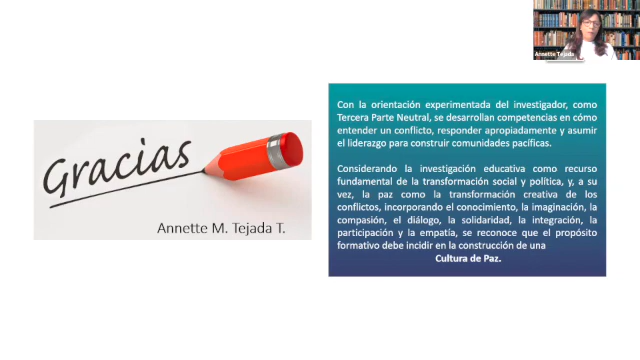 Annette Tejada
Con la orientación experimentada del investigador, como
Tercera Parte Neutral, se desarrollan competencias en cómo
entender un conflicto, responder apropiadamente y asumir
el liderazgo para construir comunidades pacíficas.
Considerando la investigación educativa como recurso
fundamental de la transformación social y política, y, a su
vez, la paz como la transformación creativa de los
conflictos, incorporando el conocimiento, la imaginación, la
compasión, el diálogo, la solidaridad, la integración, la
participación y la empatía, se reconoce que el propósito
formativo debe incidir en la construcción de una
Cultura de Paz.
Gracias
Annette M. Tejada T.